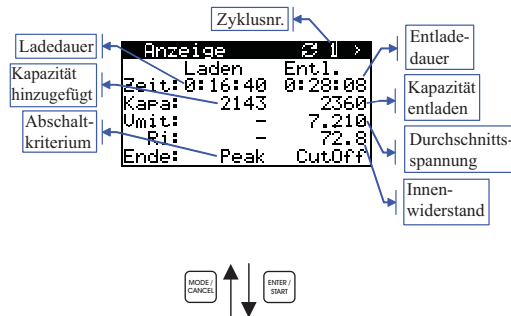 Zyklusnr.
Ladedauer
Kapazität
hinzugefügt
Abschalt-
kriterium
Anzeige 1 >
Laden Entl.
Zeit:0:16:40 0:28:08
Kapa: 2143 2360
Vmit: - 7.210
Ri: - 72.8
Ende: Peak CutOff
Entlade-
dauer
Kapazität
entladen
Durchschnitts-
spannung
Innen-
widerstand
MODE /
CANCEL
ENTER /
START